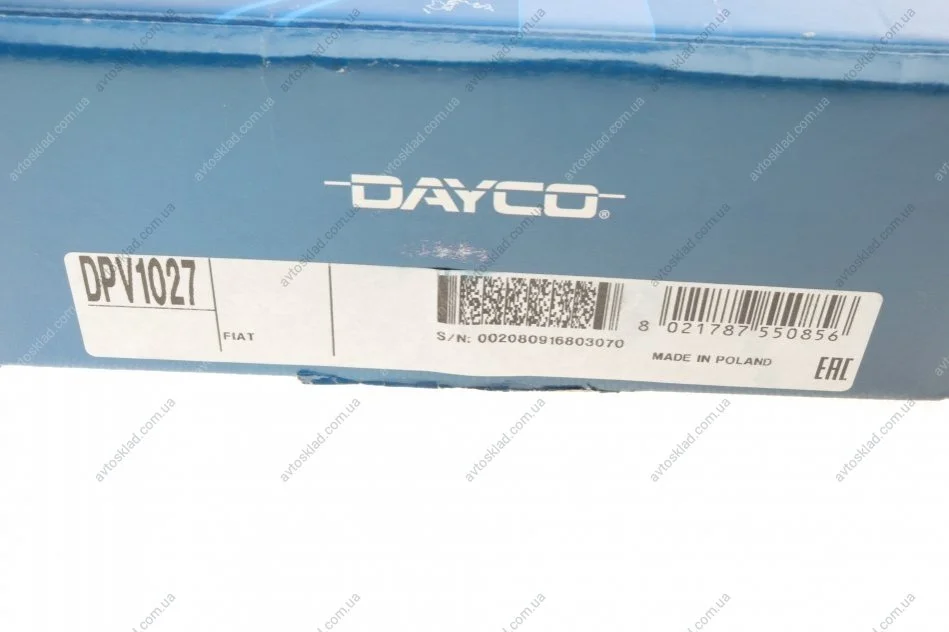 DAYCO®
DPV1027
FIAT
S/N: 002080916803070
8 021787 550856
MADE IN POLAND
EAC
avtosklad.com.ua